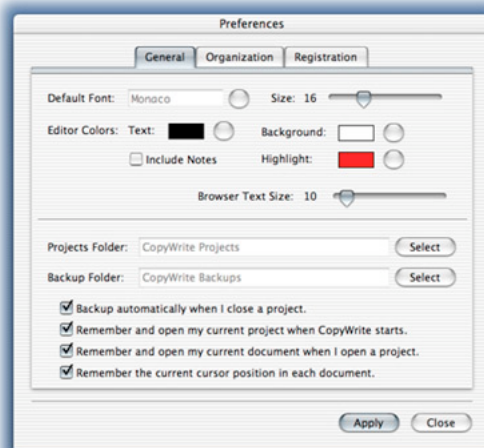 Preferences
General Organization Registration
Default Font: Monaco Size: 16
Editor Colors: Text: Background:
Include Notes Highlight:
Browser Text Size: 10
Projects Folder: CopyWrite Projects Select
Backup Folder: CopyWrite Backups Select
Backup automatically when I close a project.
Remember and open my current project when CopyWrite starts.
Remember and open my current document when I open a project.
Remember the current cursor position in each document.
Apply Close